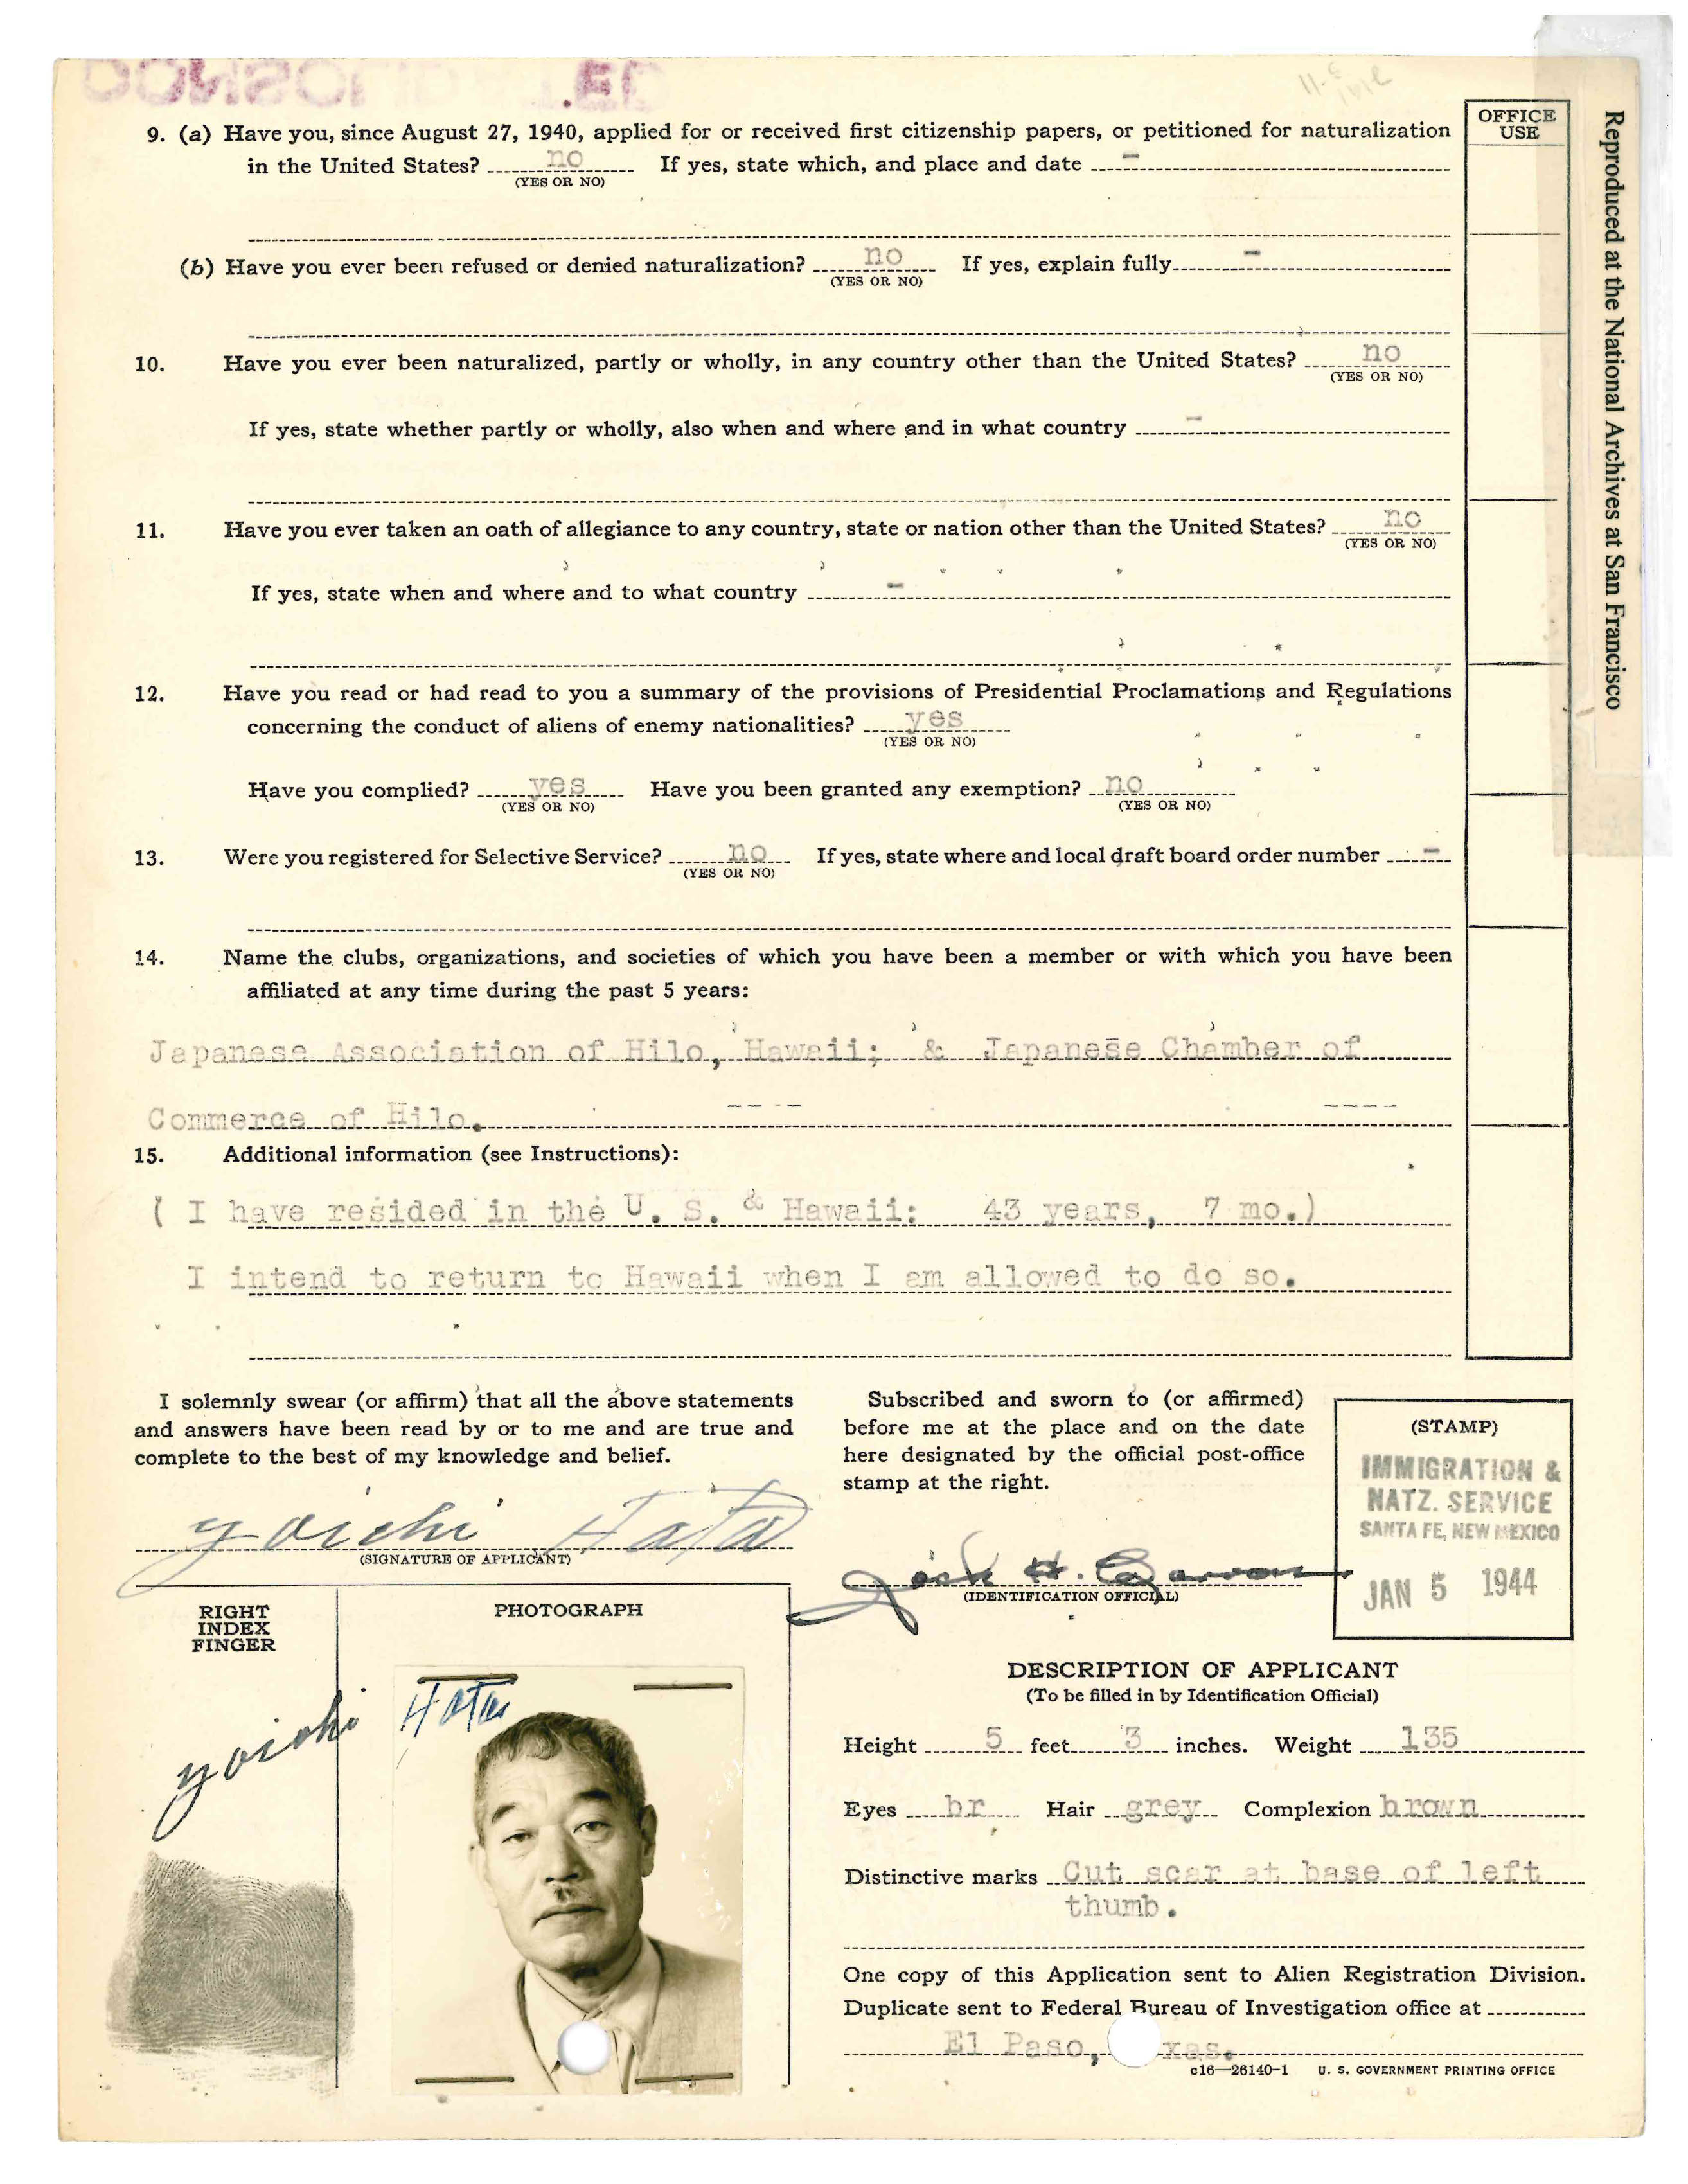 OFFICE
USE
9. (a) Have you, since August 27, 1940, applied for or received first citizenship papers, or petitioned for naturalization
in the United States? no If yes, state which, and place and date -
(YES OR NO)
(b) Have you ever been refused or denied naturalization? no If yes, explain fully -
(YES OR NO)
10. Have you ever been naturalized, partly or wholly, in any country other than the United States? no
(YES OR NO)
If yes, state whether partly or wholly, also when and where and in what country -
11. Have you ever taken an oath of allegiance to any country, state or nation other than the United States? no
(YES OR NO)
If yes, state when and where and to what country -
12. Have you read or had read to you a summary of the provisions of Presidential Proclamations and Regulations
concerning the conduct of aliens of enemy nationalities? yes
(YES OR NO)
Have you complied? yes Have you been granted any exemption? no
(YES OR NO) (YES OR NO)
13. Were you registered for Selective Service? no If yes, state where and local draft board order number -
(YES OR NO)
14. Name the clubs, organizations, and societies of which you have been a member or with which you have been
affiliated at any time during the past 5 years:
Japanese Association of Hilo, Hawaii; & Japanese Chamber of
Commerce of Hilo.
15. Additional information (see Instructions):
( I have resided in the U. S. & Hawaii: 43 years, 7 mo.)
I intend to return to Hawaii when I am allowed to do so.
I solemnly swear (or affirm) that all the above statements
and answers have been read by or to me and are true and
complete to the best of my knowledge and belief.
yoichi Hata
(SIGNATURE OF APPLICANT)
Subscribed and sworn to (or affirmed)
before me at the place and on the date
here designated by the official post-office
stamp at the right.
Jack H.
(IDENTIFICATION OFFICIAL)
(STAMP)
IMMIGRATION &
NATZ. SERVICE
SANTA FE, NEW MEXICO
JAN 5 1944
RIGHT
INDEX
FINGER
PHOTOGRAPH
yoichi Hata
DESCRIPTION OF APPLICANT
(To be filled in by Identification Official)
Height 5 feet 3 inches. Weight 135
Eyes br Hair grey Complexion brown
Distinctive marks Cut scar at base of left
thumb.
One copy of this Application sent to Alien Registration Division.
Duplicate sent to Federal Bureau of Investigation office at
El Paso, xas.
c16—26140-1 U. S. GOVERNMENT PRINTING OFFICE
Reproduced at the National Archives at San Francisco